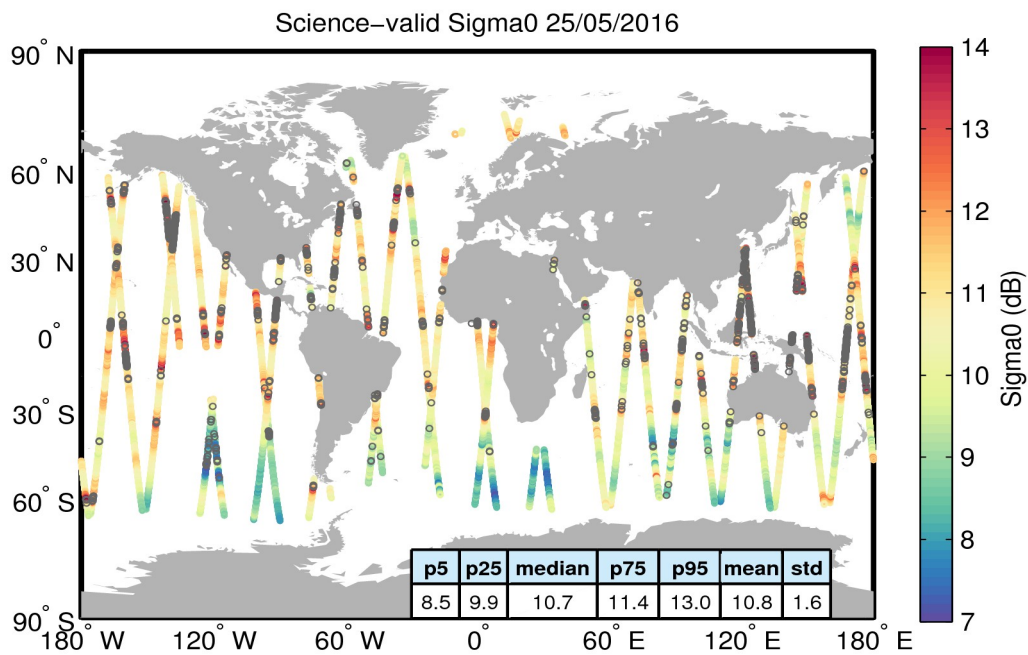 Science−valid Sigma0 25/05/2016
90° N
60° N
30° N
0°
30° S
60° S
90° S
180° W
120° W
60° W
0°
60° E
120° E
180° E
p5 p25 median p75 p95 mean std
8.5 9.9 10.7 11.4 13.0 10.8 1.6
14
13
12
11
10
9
8
7
Sigma0 (dB)